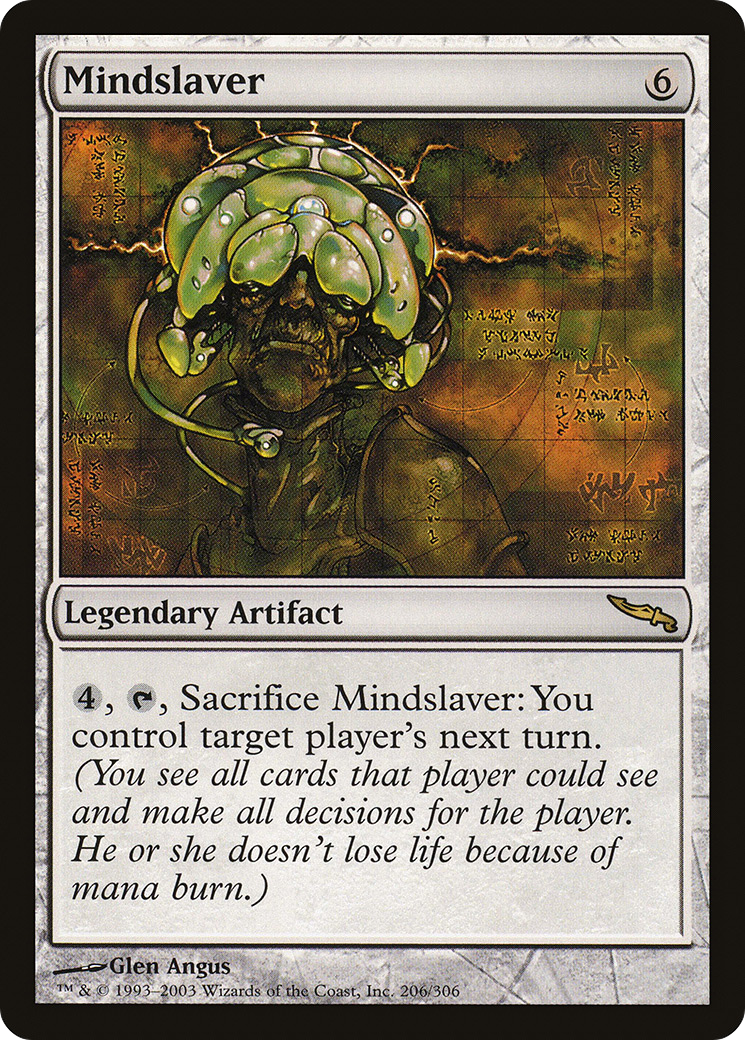 Mindslaver 6
Legendary Artifact
4, , Sacrifice Mindslaver: You
control target player's next turn.
(You see all cards that player could see
and make all decisions for the player.
He or she doesn't lose life because of
mana burn.)
Glen Angus
™ & © 1993–2003 Wizards of the Coast, Inc. 206/306